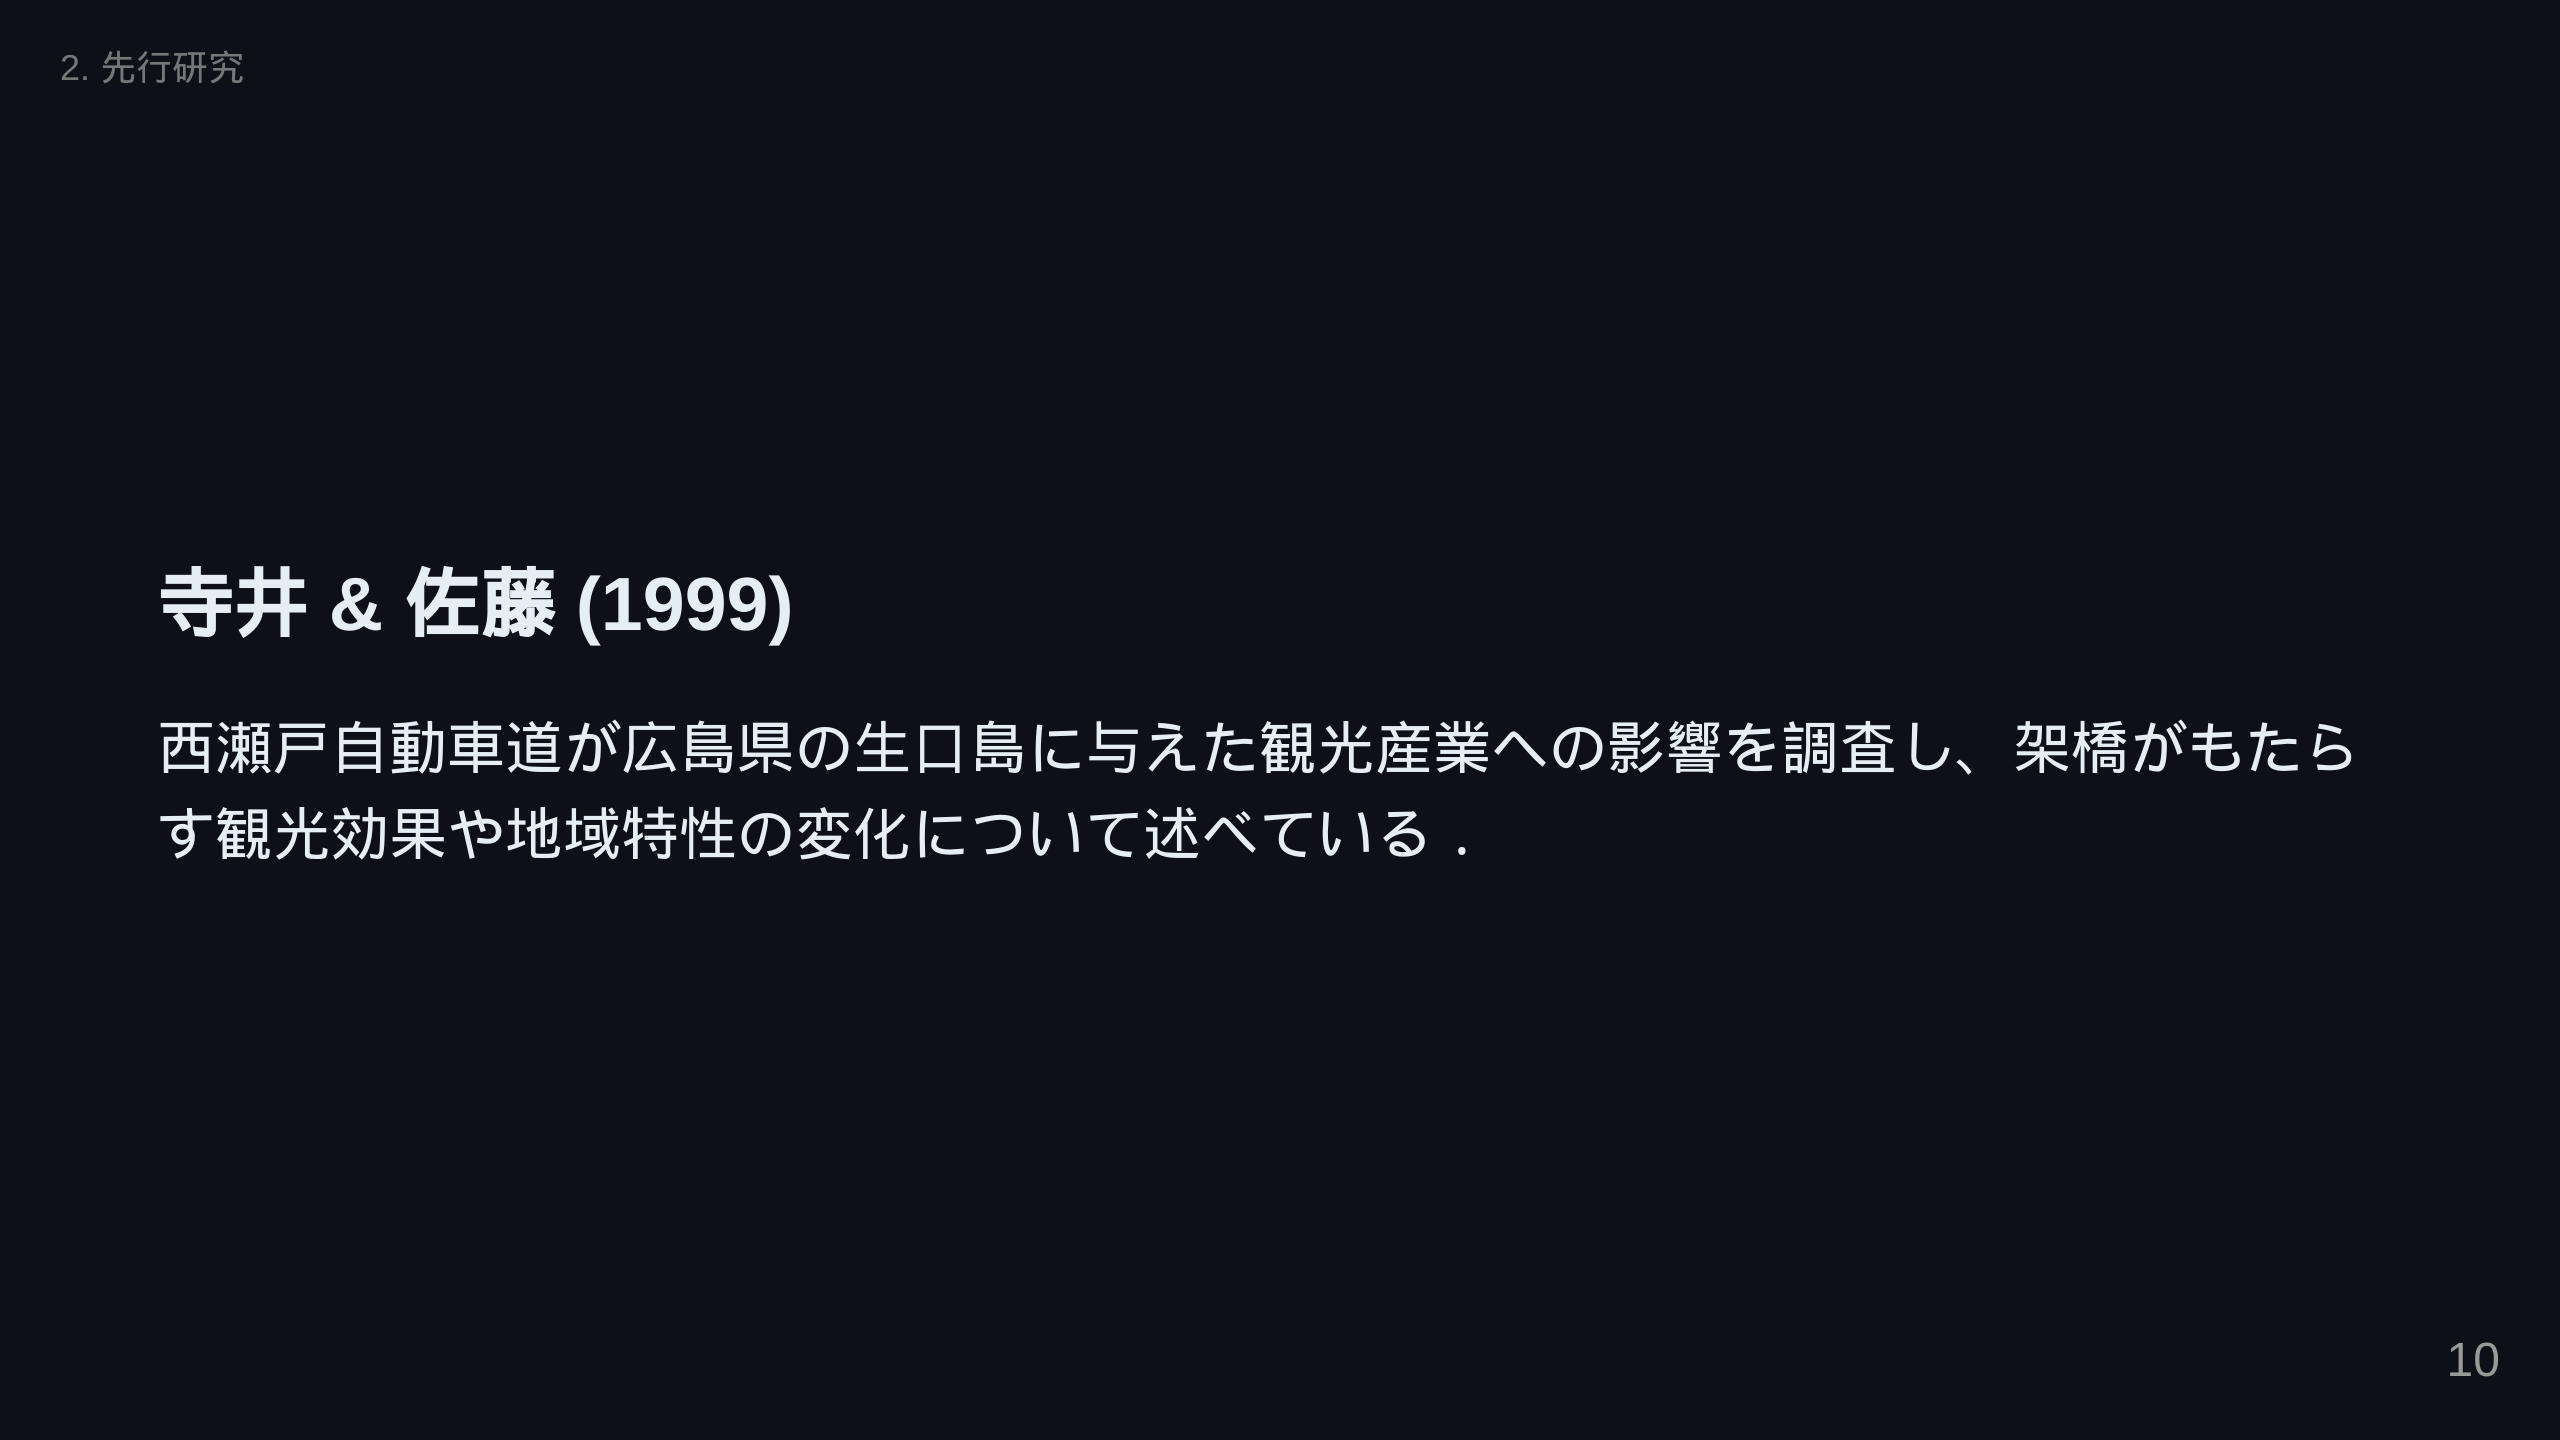 2. 先行研究
寺井 & 佐藤 (1999)
西瀬戸自動車道が広島県の生口島に与えた観光産業への影響を調査し、架橋がもたら
す観光効果や地域特性の変化について述べている .
10